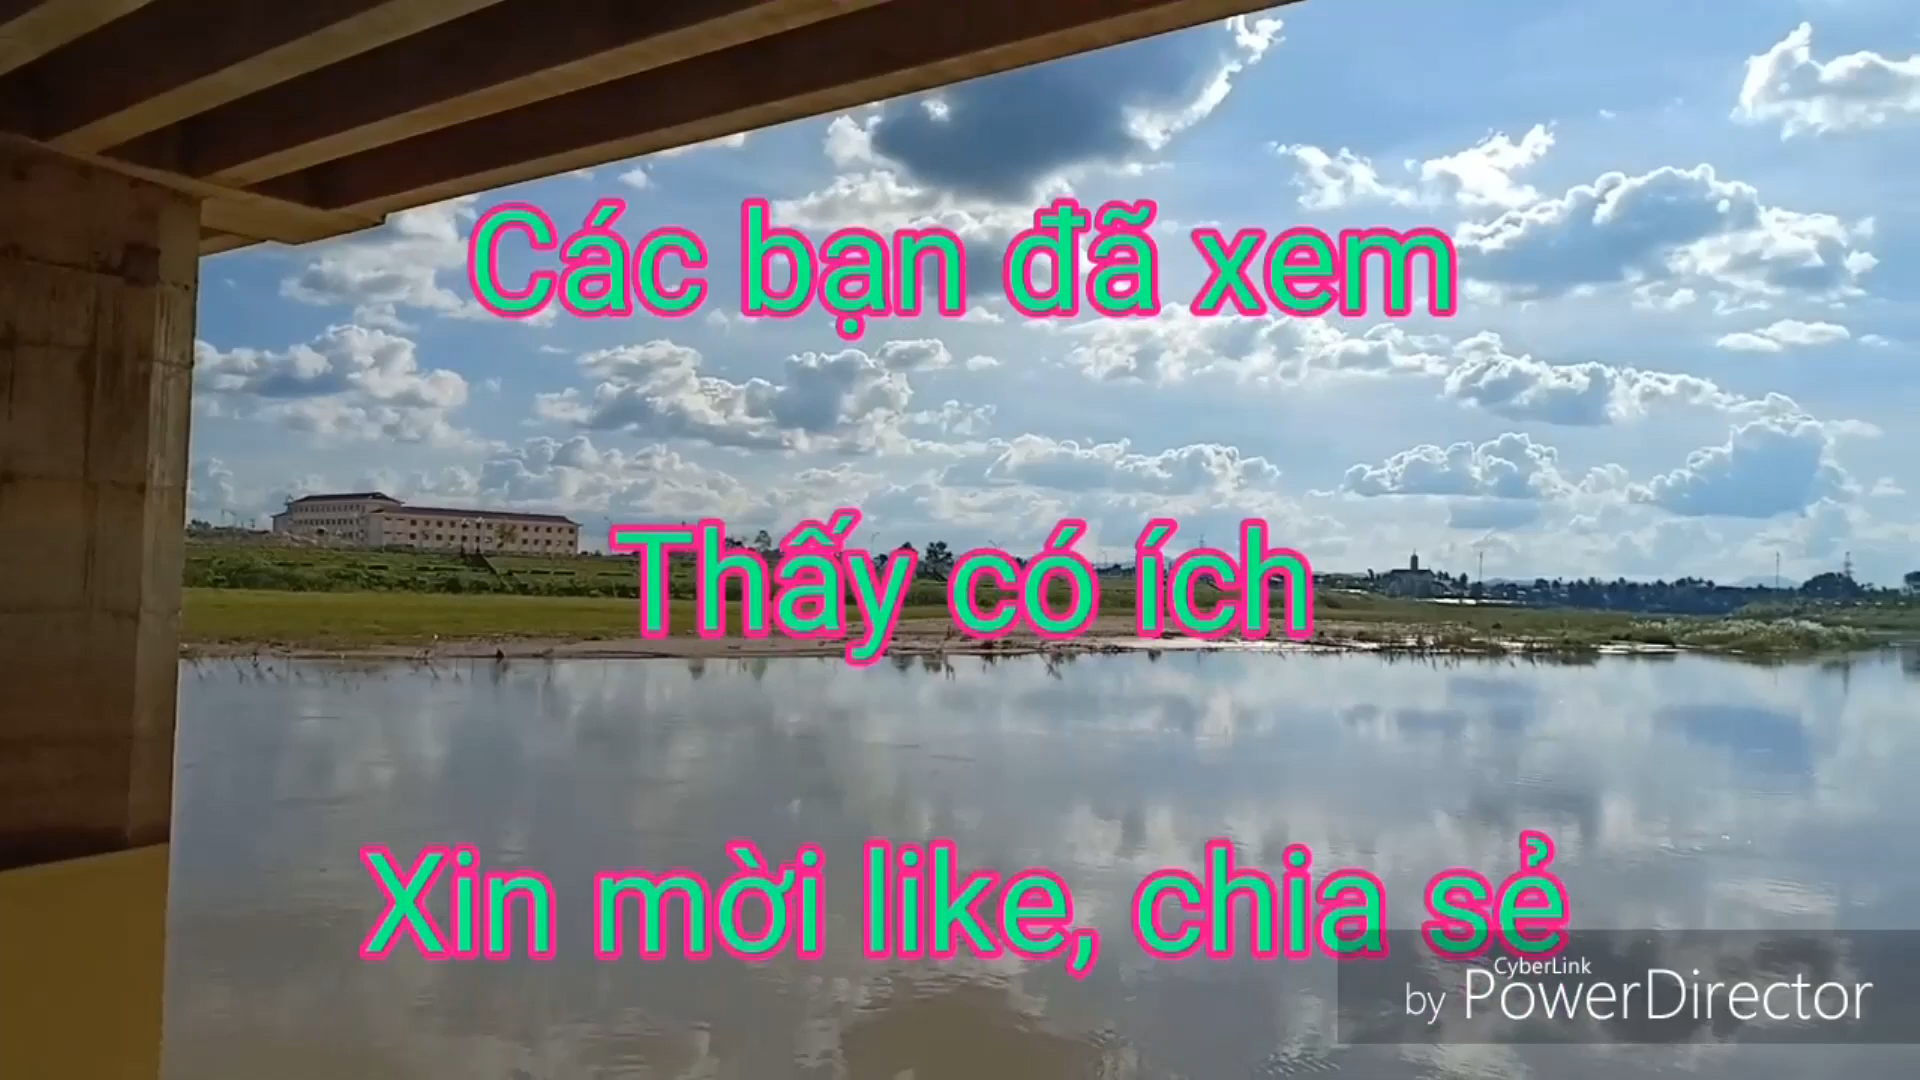 Các bạn đã xem
Thấy có ích
Xin mời like, chia sẻ
CyberLink
by PowerDirector